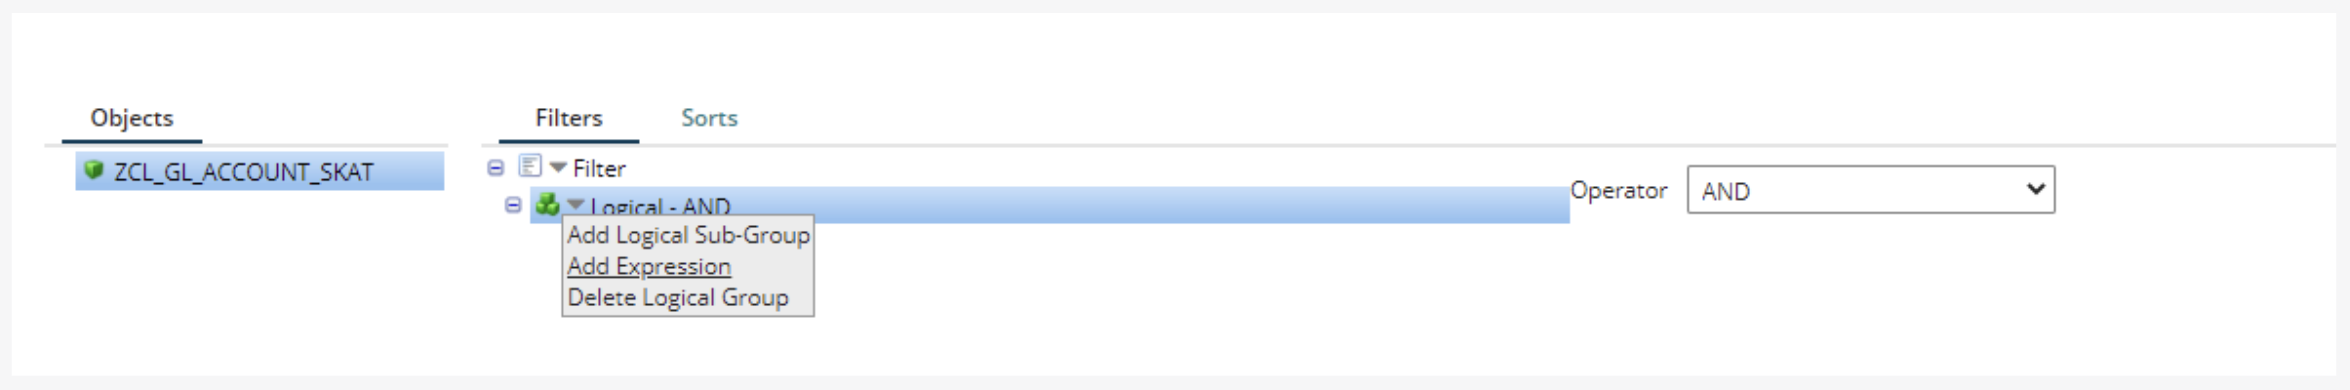 Objects
Filters Sorts
ZCL_GL_ACCOUNT_SKAT
Filter
Logical - AND
Operator AND
Add Logical Sub-Group
Add Expression
Delete Logical Group